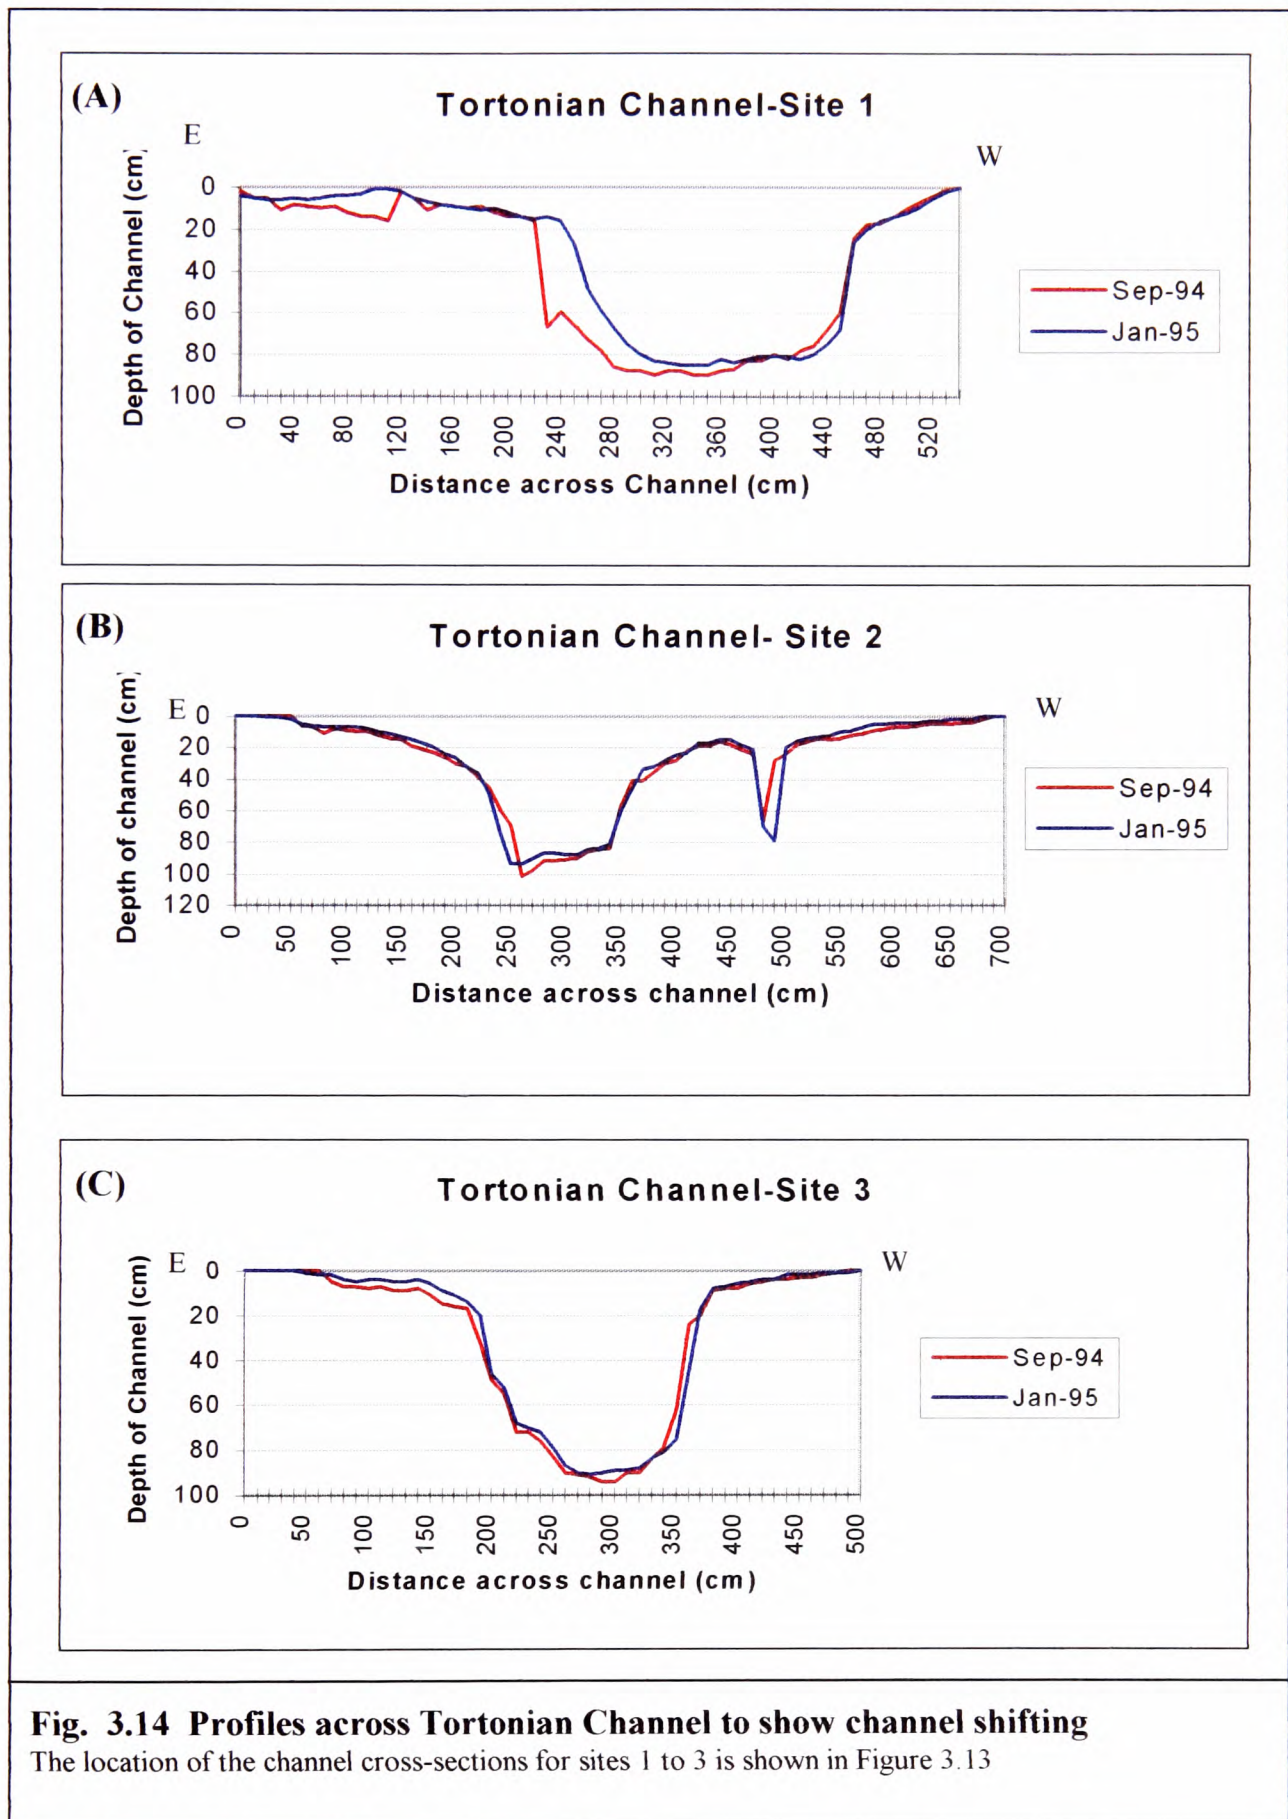 (A)
Tortonian Channel-Site 1
E
W
Depth of Channel (cm)
0
20
40
60
80
100
0 40 80 120 160 200 240 280 320 360 400 440 480 520
Distance across Channel (cm)
Sep-94
Jan-95
(B)
Tortonian Channel- Site 2
E
W
Depth of channel (cm)
0
20
40
60
80
100
120
0 50 100 150 200 250 300 350 400 450 500 550 600 650 700
Distance across channel (cm)
Sep-94
Jan-95
(C)
Tortonian Channel-Site 3
E
W
Depth of Channel (cm)
0
20
40
60
80
100
0 50 100 150 200 250 300 350 400 450 500
Distance across channel (cm)
Sep-94
Jan-95
Fig. 3.14 Profiles across Tortonian Channel to show channel shifting
The location of the channel cross-sections for sites 1 to 3 is shown in Figure 3.13